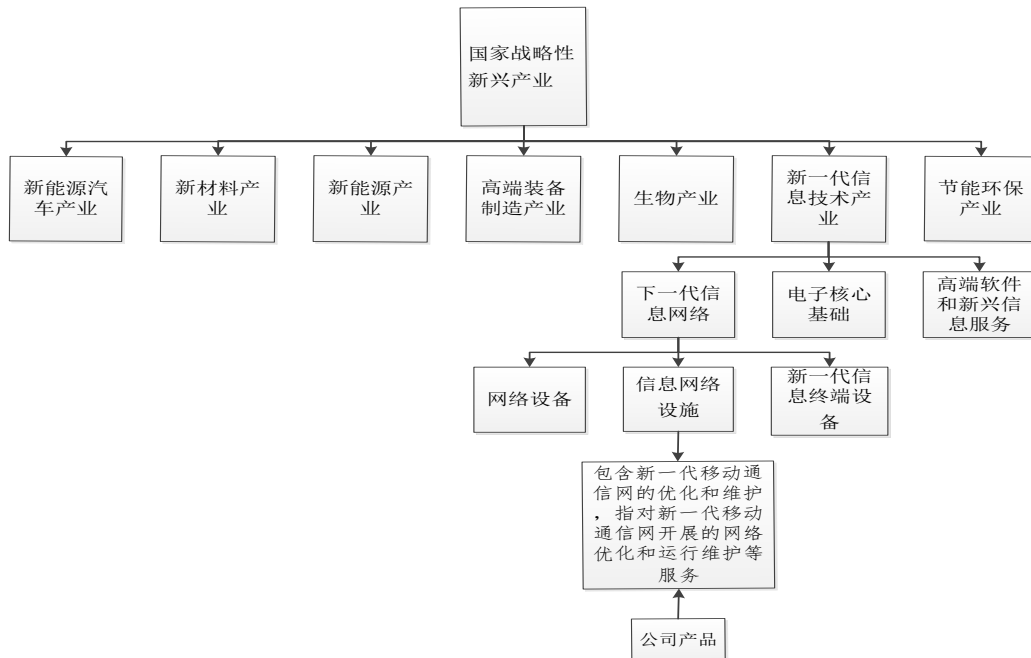 国家战略性
新兴产业
新能源汽
车产业
新材料产
业
新能源产
业
高端装备
制造产业
生物产业
新一代信
息技术产
业
节能环保
产业
下一代信
息网络
电子核心
基础
高端软件
和新兴信
息服务
网络设备
信息网络
设施
新一代信
息终端设
备
包含新一代移动通
信网的优化和维护
，指对新一代移动
通信网开展的网络
优化和运行维护等
服务
公司产品